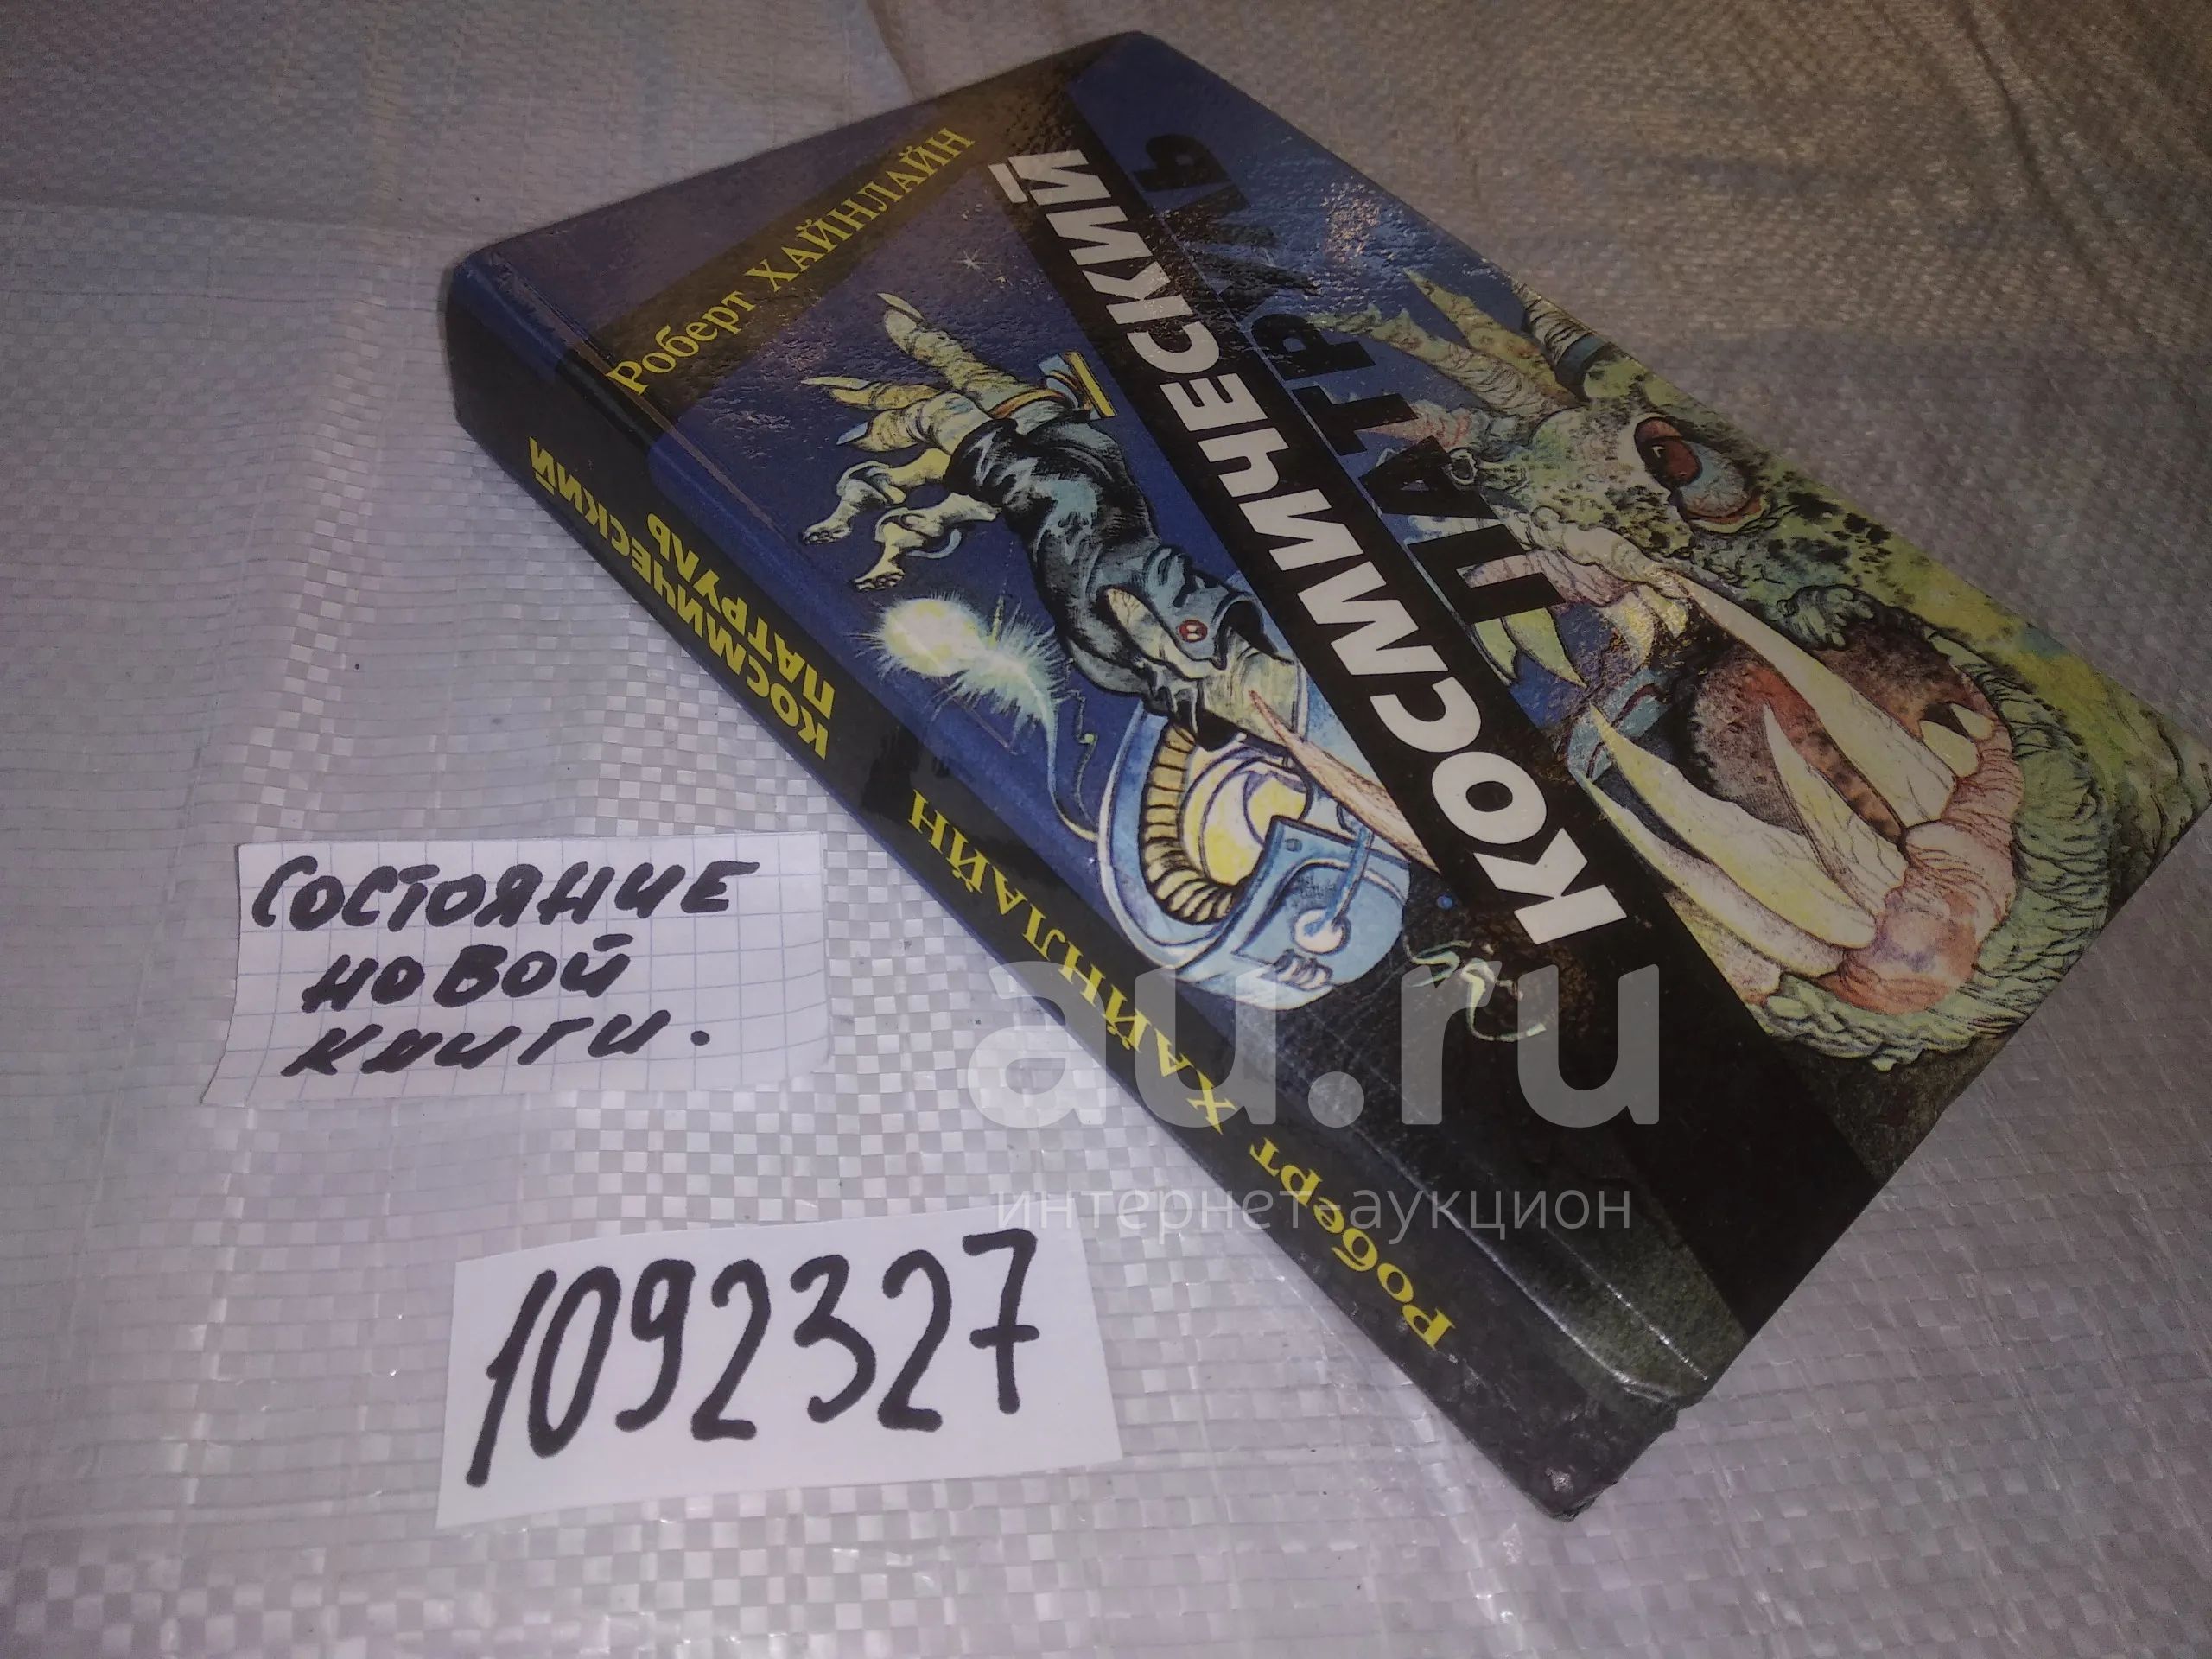 Роберт ХАЙНЛАЙН
КОСМИЧЕСКИЙ
ПАТРУЛЬ
Роберт ХАЙНЛАЙН
КОСМИЧЕСКИЙ
ПАТРУЛЬ
СОСТОЯНИЕ
НОВОЙ
КНИГИ.
1092327
au.ru
интернет-аукцион